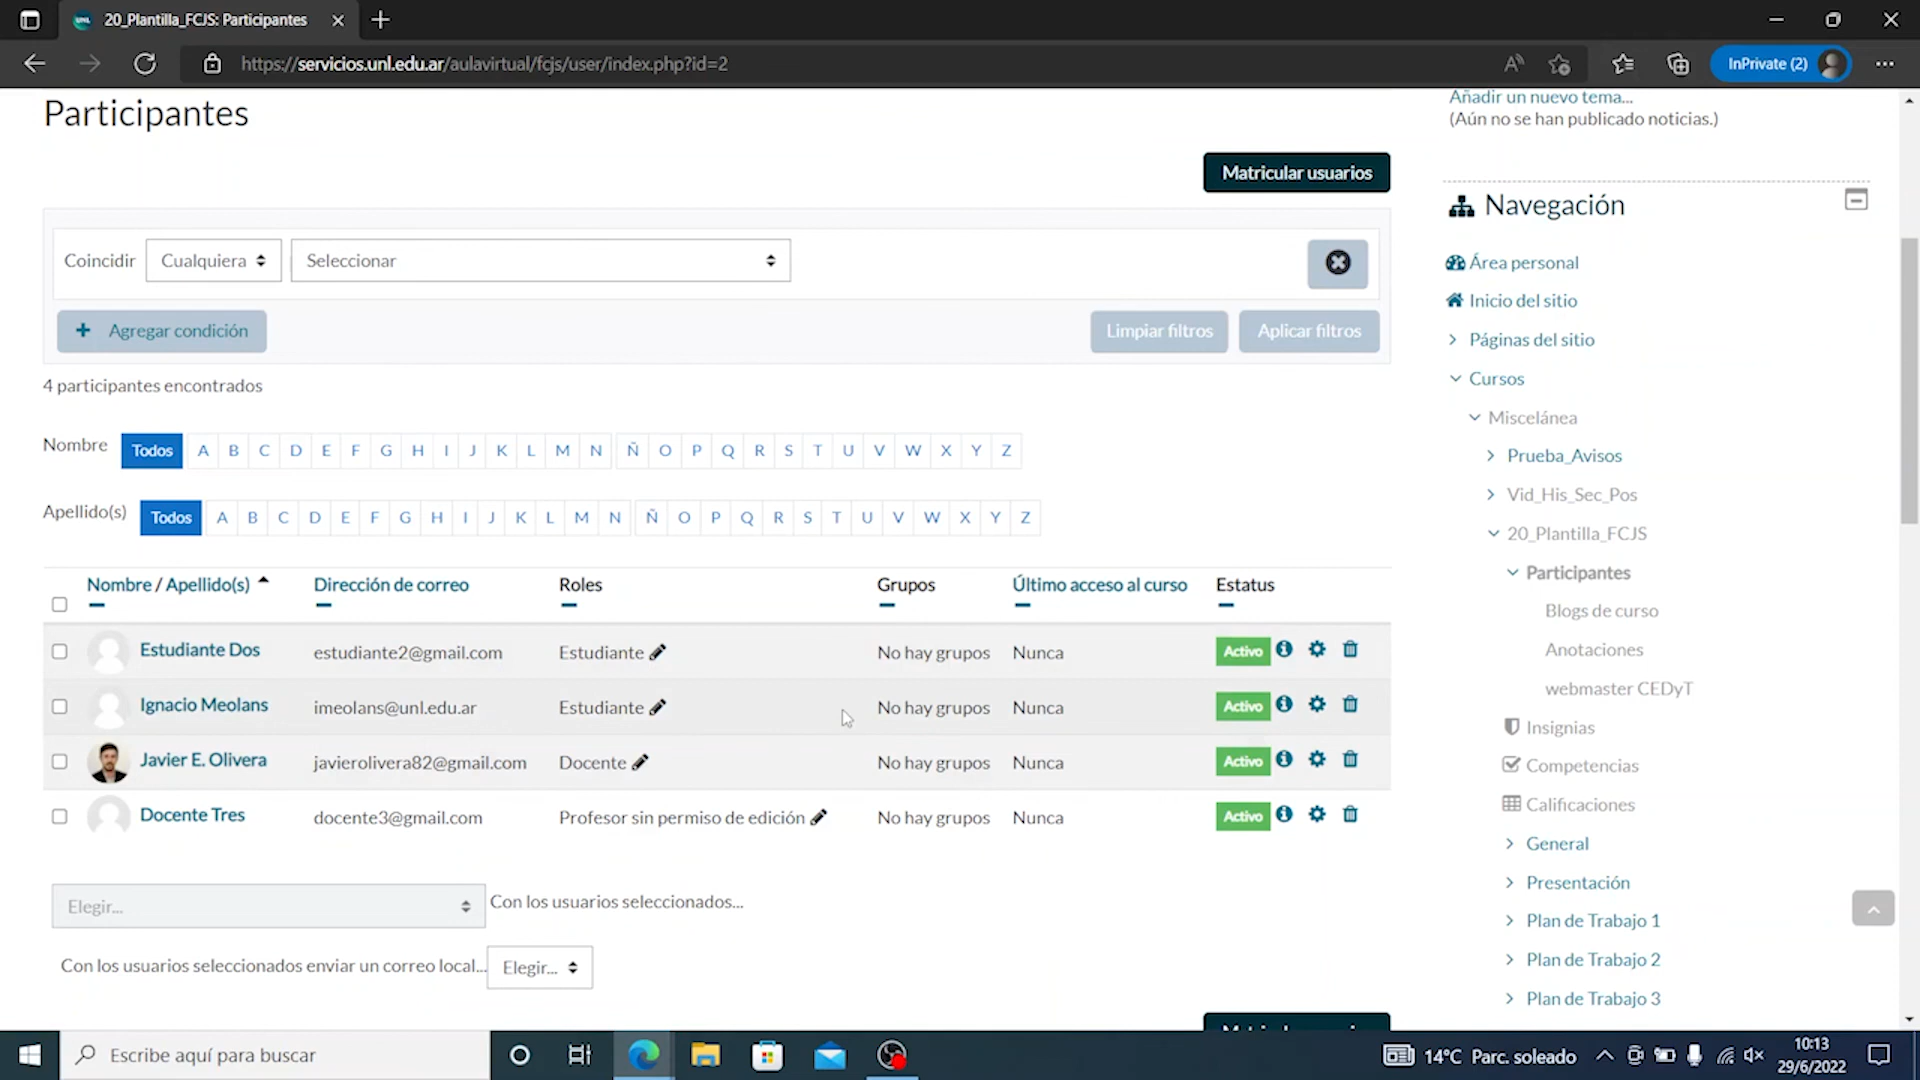 20_Plantilla_FCJS: Participantes
https://servicios.unl.edu.ar/aulavirtual/fcjs/user/index.php?id=2
InPrivate (2)
Participantes
Matricular usuarios
Coincidir Cualquiera Seleccionar
Agregar condición
Limpiar filtros Aplicar filtros
4 participantes encontrados
Nombre Todos A B C D E F G H I J K L M N Ñ O P Q R S T U V W X Y Z
Apellido(s) Todos A B C D E F G H I J K L M N Ñ O P Q R S T U V W X Y Z
Nombre / Apellido(s) Dirección de correo Roles Grupos Último acceso al curso Estatus
Estudiante Dos estudiante2@gmail.com Estudiante No hay grupos Nunca Activo
Ignacio Meolans imeolans@unl.edu.ar Estudiante No hay grupos Nunca Activo
Javier E. Olivera javierolivera82@gmail.com Docente No hay grupos Nunca Activo
Docente Tres docente3@gmail.com Profesor sin permiso de edición No hay grupos Nunca Activo
Elegir... Con los usuarios seleccionados...
Con los usuarios seleccionados enviar un correo local... Elegir...
Añadir un nuevo tema...
(Aún no se han publicado noticias.)
Navegación
Área personal
Inicio del sitio
Páginas del sitio
Cursos
Miscelánea
Prueba_Avisos
Vid_His_Sec_Pos
20_Plantilla_FCJS
Participantes
Blogs de curso
Anotaciones
webmaster CEDyT
Insignias
Competencias
Calificaciones
General
Presentación
Plan de Trabajo 1
Plan de Trabajo 2
Plan de Trabajo 3
Escribe aquí para buscar
14°C Parc. soleado
10:13
29/6/2022